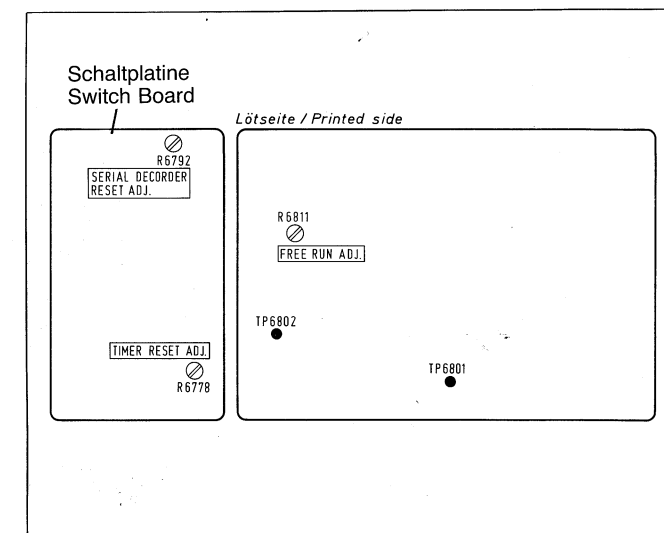 Schaltplatine
Switch Board
Lötseite / Printed side
R6792
SERIAL DECORDER
RESET ADJ.
R6811
FREE RUN ADJ.
TP6802
TIMER RESET ADJ.
TP6801
R6778